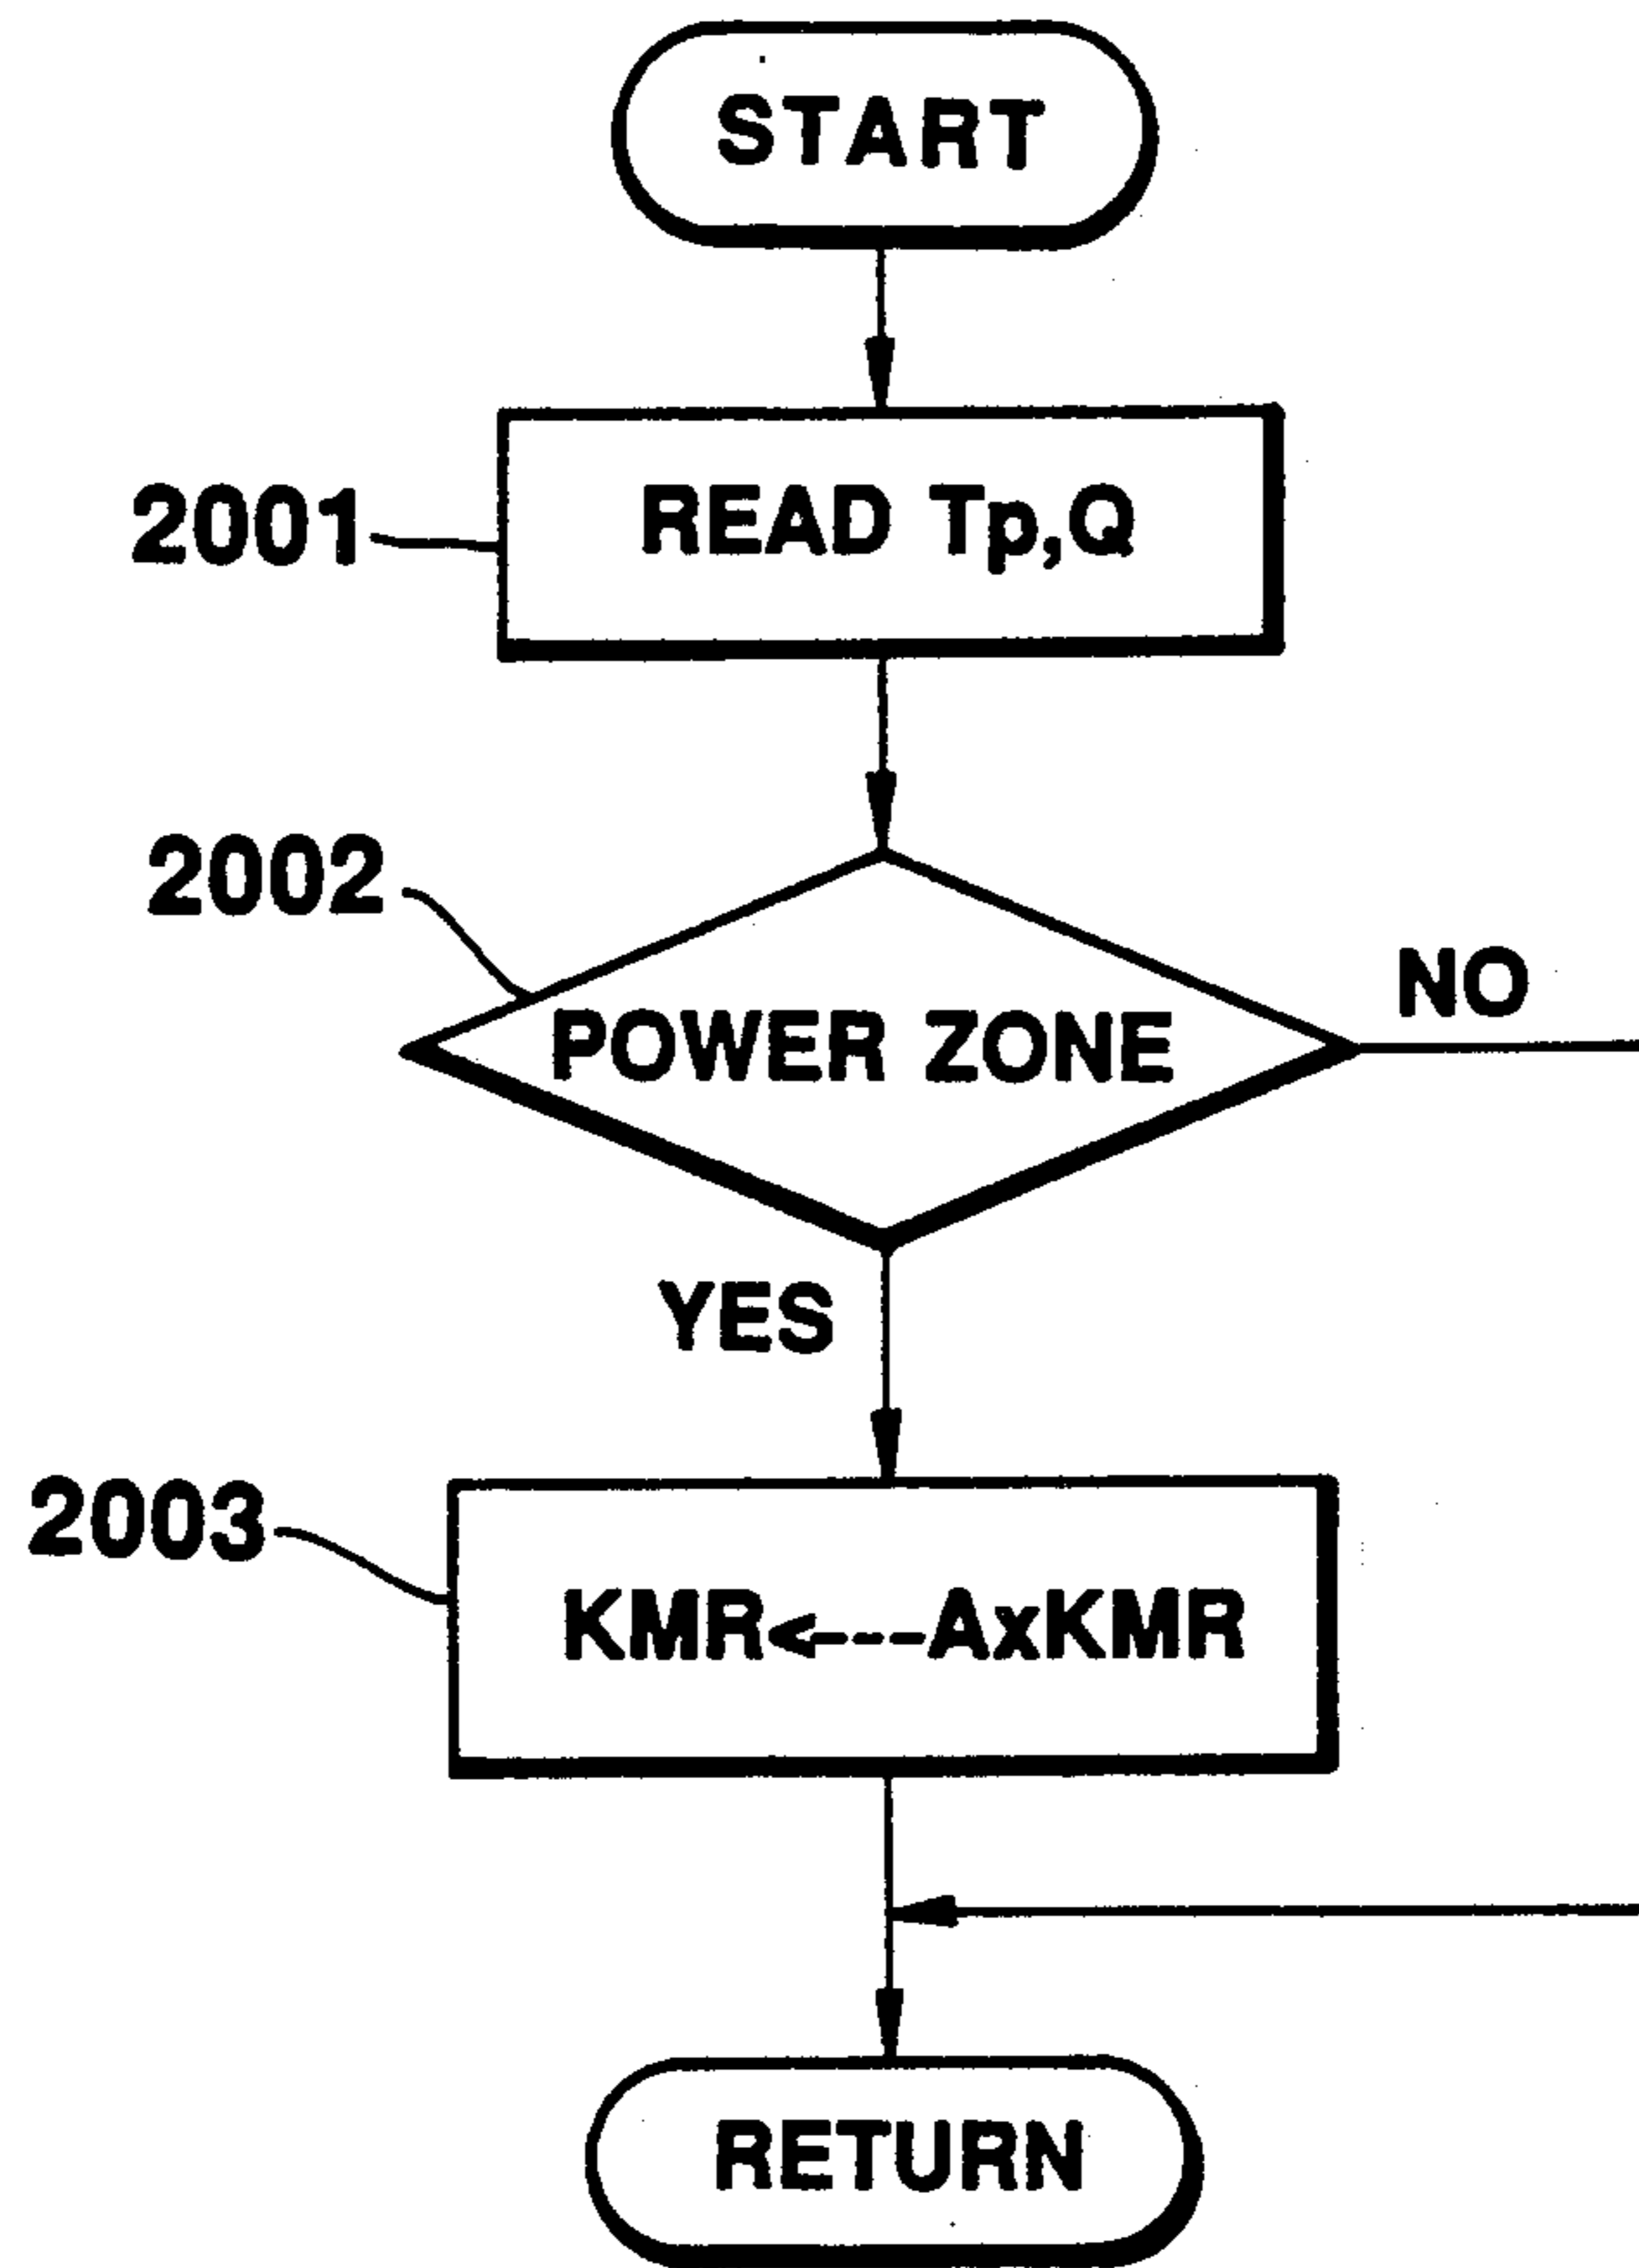 START
2001
READ Tp,Q
2002
NO
POWER ZONE
YES
2003
KMR<---AxKMR
RETURN